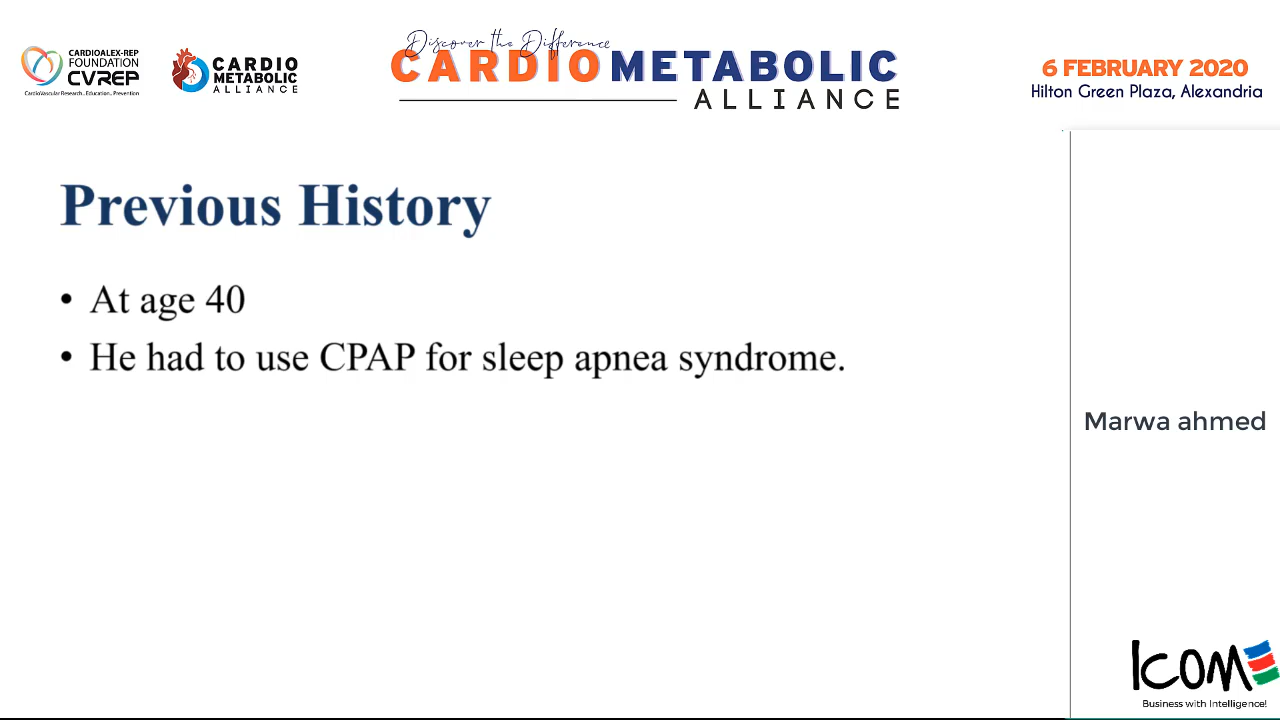 CARDIOALEX-REP
FOUNDATION
CVREP
CardioVascular Research.. Education.. Prevention
CARDIO
METABOLIC
ALLIANCE
Discover the Difference
CARDIOMETABOLIC
ALLIANCE
6 FEBRUARY 2020
Hilton Green Plaza, Alexandria
Previous History
• At age 40
• He had to use CPAP for sleep apnea syndrome.
Marwa ahmed
ICOM
Business with Intelligence!